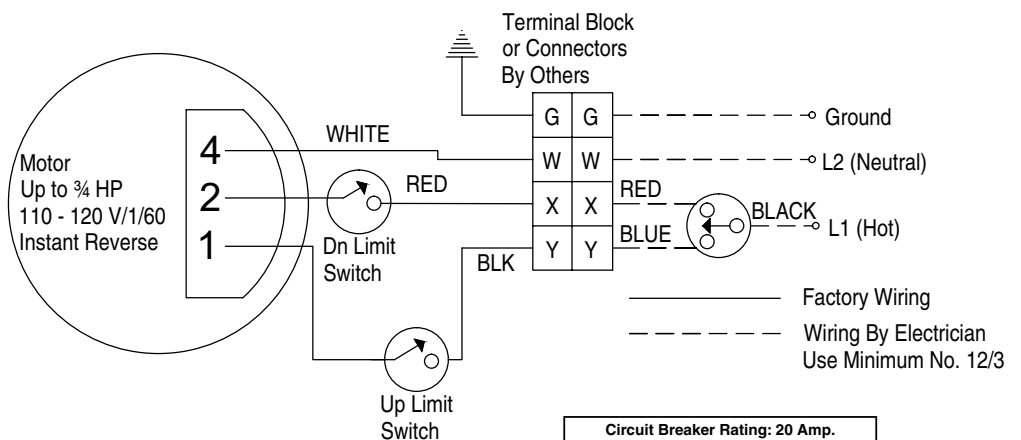 Terminal Block
or Connectors
By Others
G G
Ground
WHITE
4
W W
L2 (Neutral)
Motor
Up to ¾ HP
110 - 120 V/1/60
Instant Reverse
2
RED
X X
RED
BLACK
L1 (Hot)
1
Dn Limit
Switch
BLK
Y Y
BLUE
Factory Wiring
Wiring By Electrician
Use Minimum No. 12/3
Up Limit
Switch
Circuit Breaker Rating: 20 Amp.